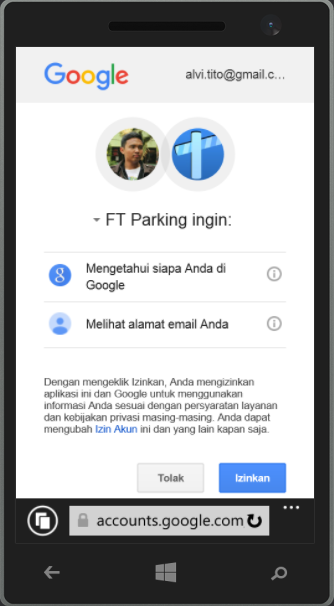 Google
alvi.tito@gmail.c...
FT Parking ingin:
Mengetahui siapa Anda di
Google
Melihat alamat email Anda
Dengan mengeklik Izinkan, Anda mengizinkan
aplikasi ini dan Google untuk menggunakan
informasi Anda sesuai dengan persyaratan layanan
dan kebijakan privasi masing-masing. Anda dapat
mengubah Izin Akun ini dan yang lain kapan saja.
Tolak
Izinkan
accounts.google.com